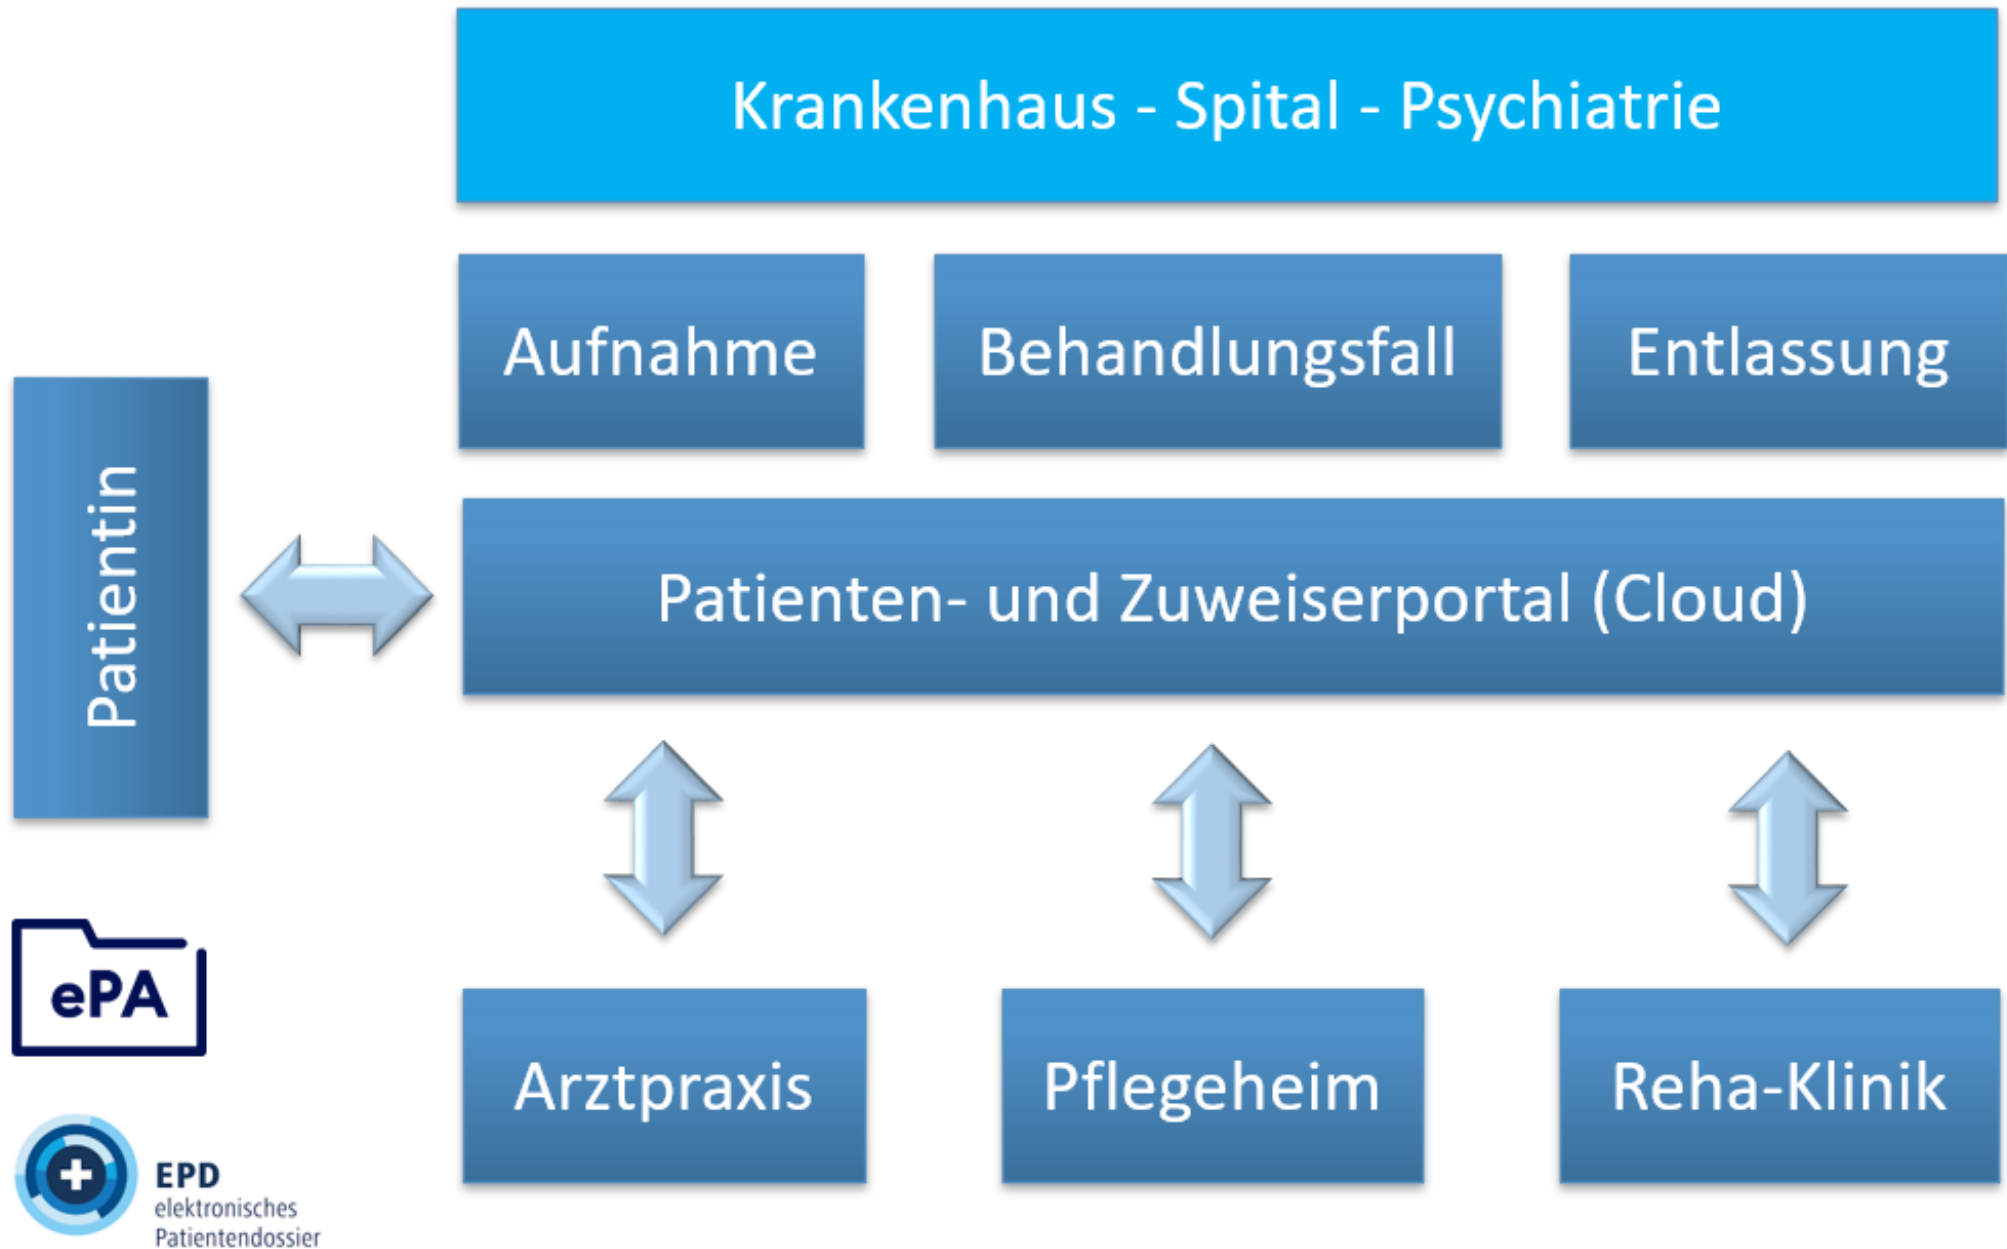 Krankenhaus - Spital - Psychiatrie
Aufnahme
Behandlungsfall
Entlassung
Patientin
Patienten- und Zuweiserportal (Cloud)
ePA
Arztpraxis
Pflegeheim
Reha-Klinik
EPD
elektronisches
Patientendossier